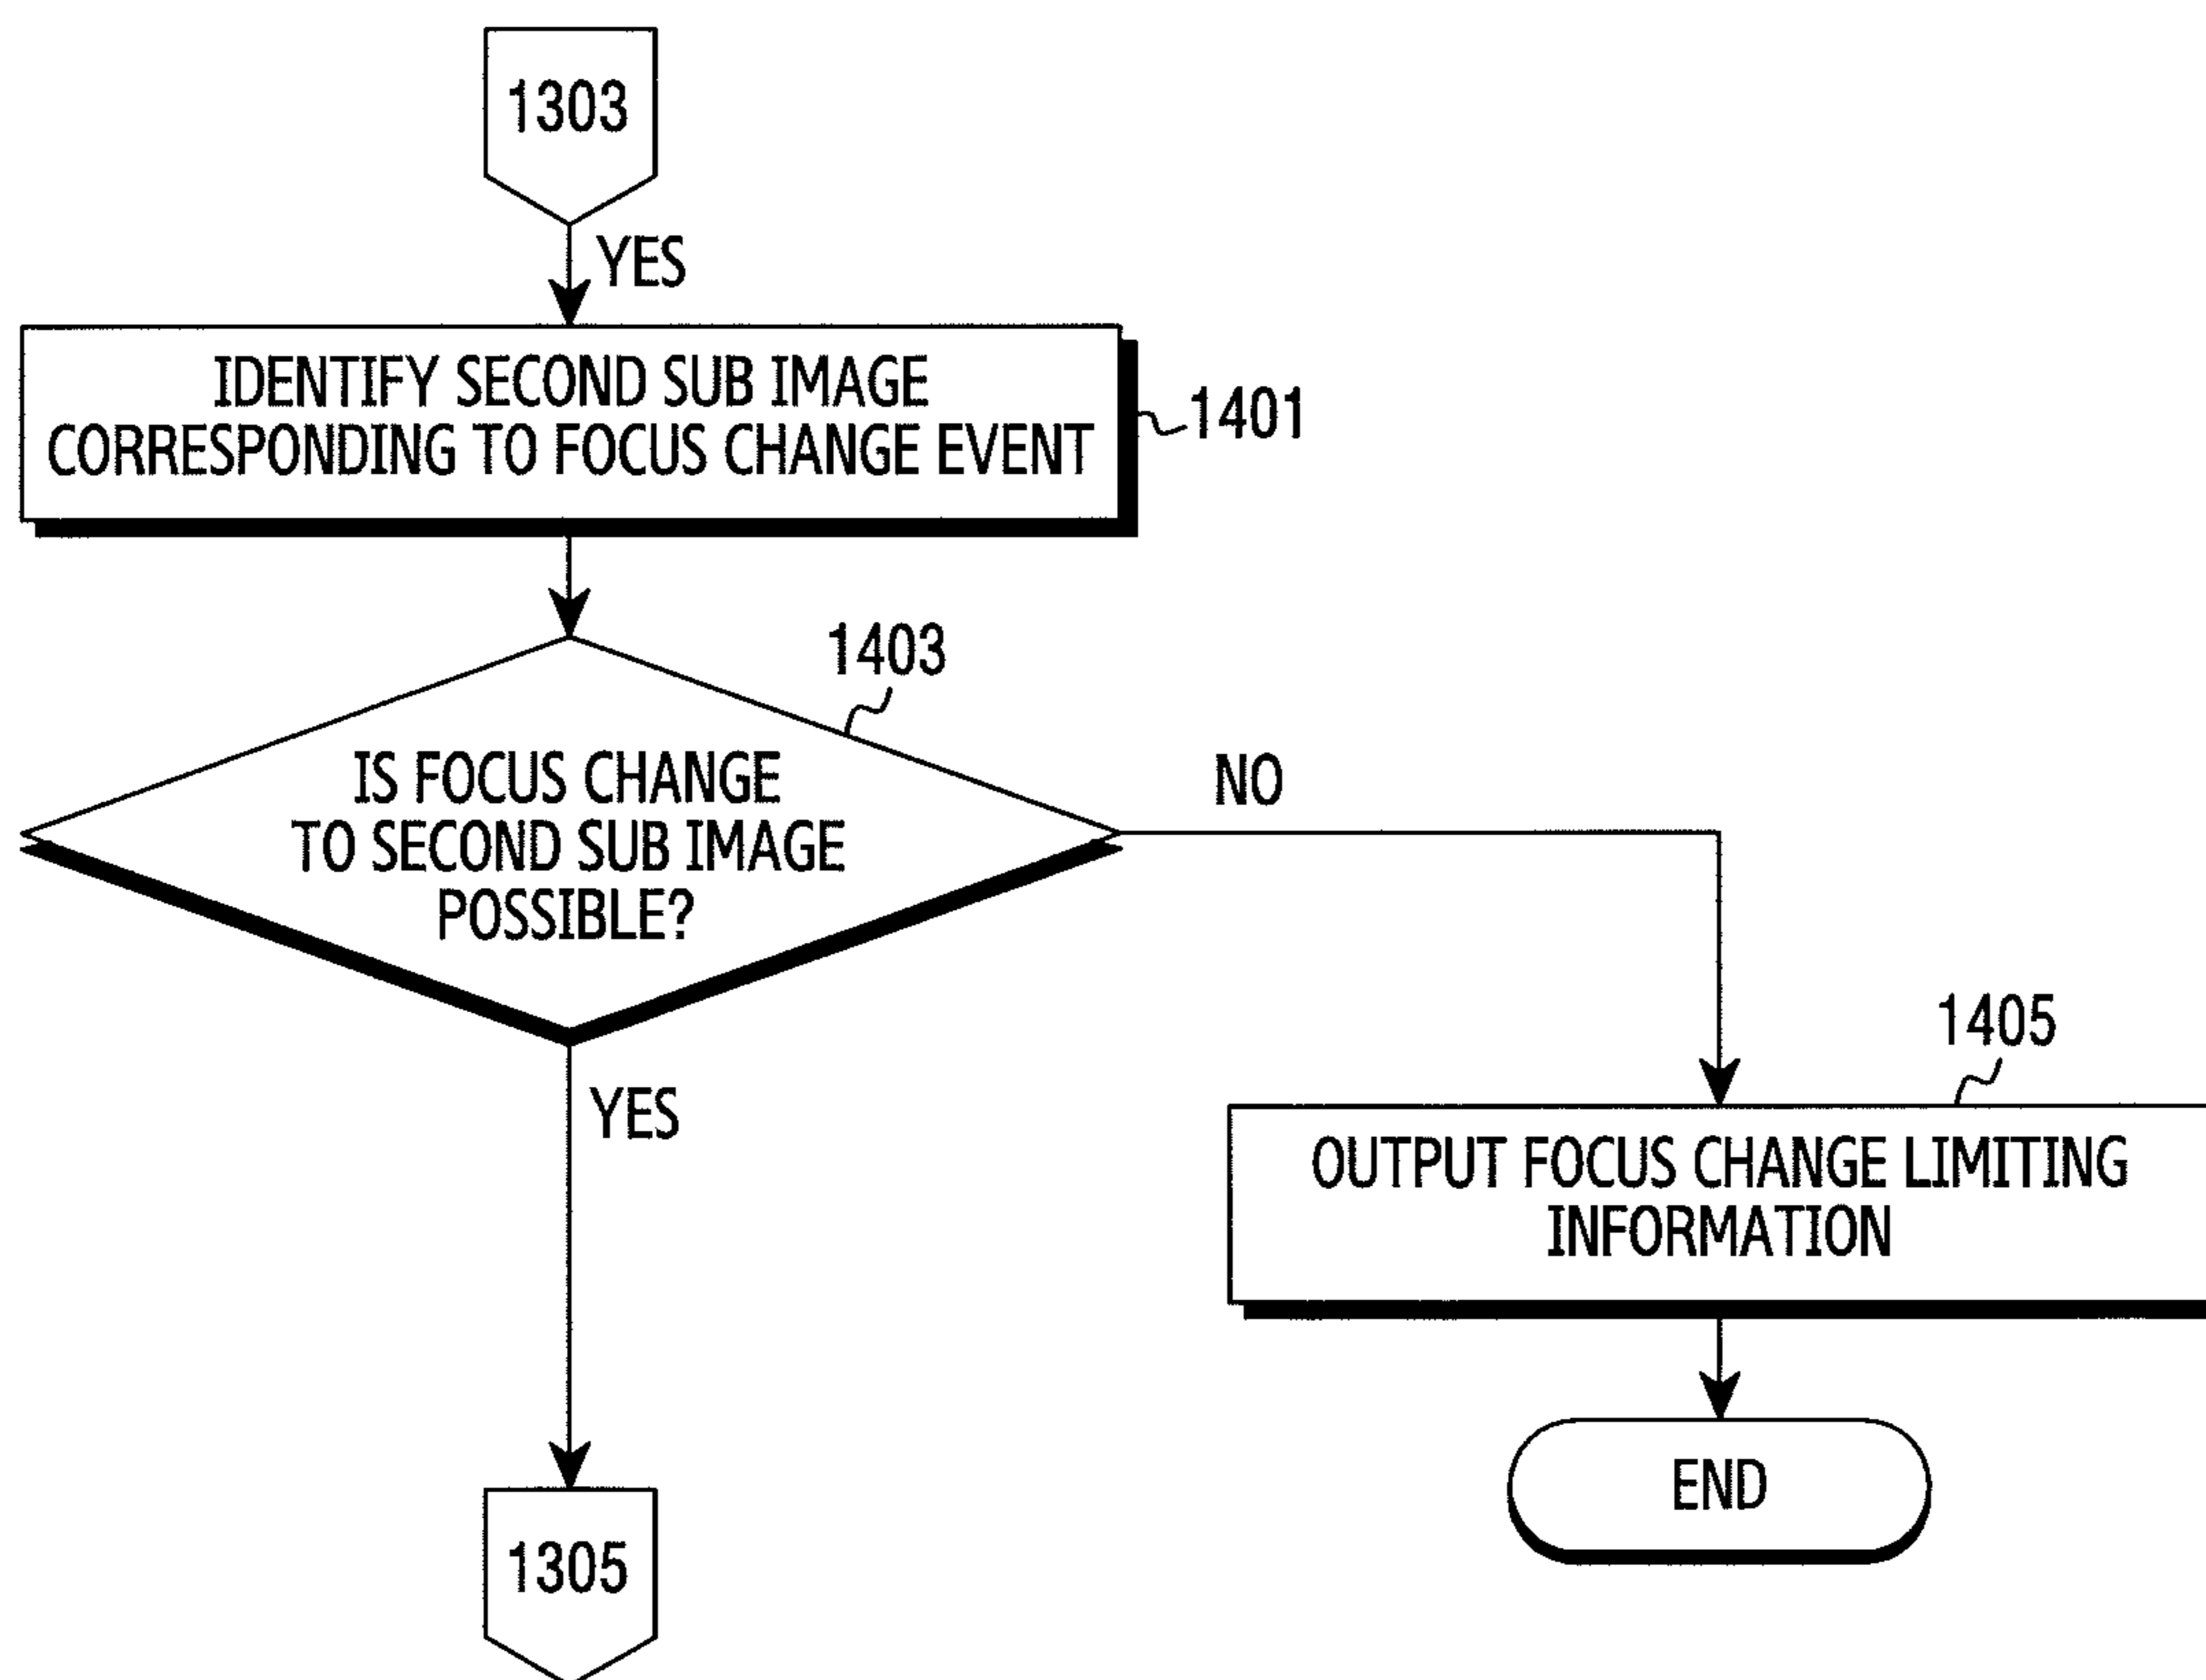 1303
YES
IDENTIFY SECOND SUB IMAGE
CORRESPONDING TO FOCUS CHANGE EVENT
1401
1403
IS FOCUS CHANGE
TO SECOND SUB IMAGE
POSSIBLE?
NO
YES
1405
OUTPUT FOCUS CHANGE LIMITING
INFORMATION
END
1305